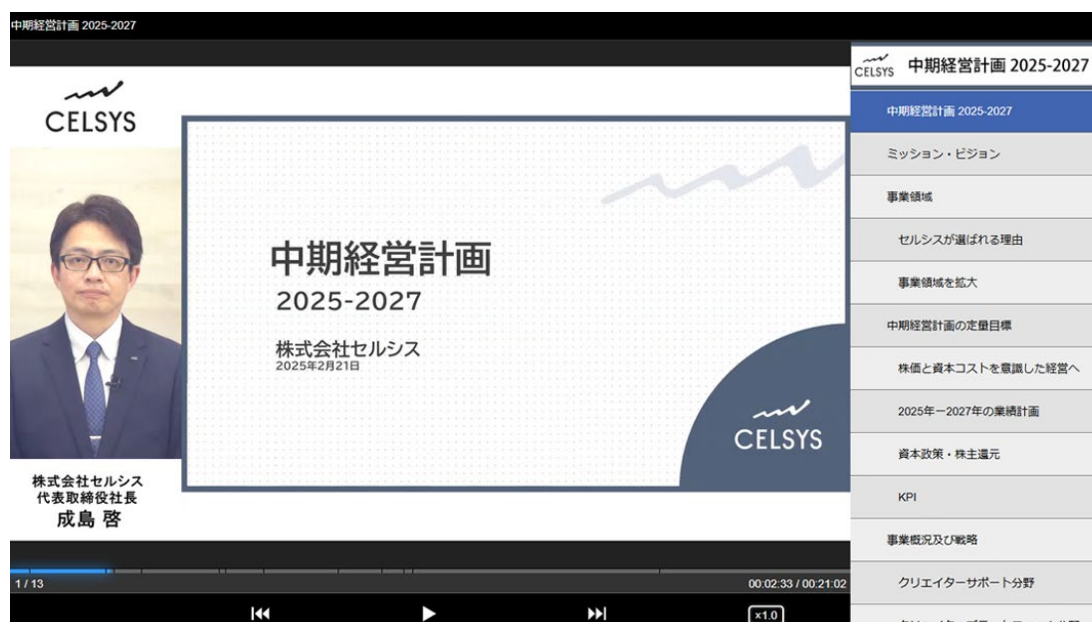 中期経営計画 2025-2027
CELSYS
株式会社セルシス
代表取締役社長
成島 啓
中期経営計画
2025-2027
株式会社セルシス
2025年2月21日
CELSYS
1 / 13
00:02:33 / 00:21:02
x1.0
CELSYS 中期経営計画 2025-2027
中期経営計画 2025-2027
ミッション・ビジョン
事業領域
セルシスが選ばれる理由
事業領域を拡大
中期経営計画の定量目標
株価と資本コストを意識した経営へ
2025年－2027年の業績計画
資本政策・株主還元
KPI
事業概況及び戦略
クリエイターサポート分野